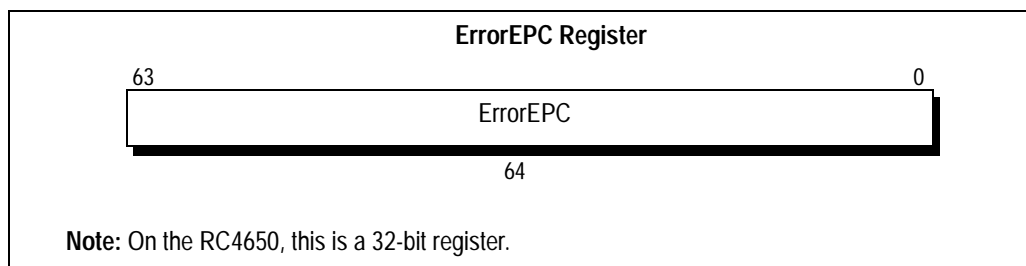 ErrorEPC Register
63 0
ErrorEPC
64
Note: On the RC4650, this is a 32-bit register.